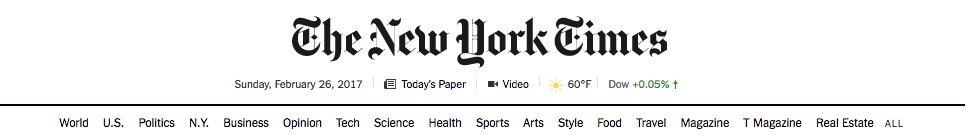 The New York Times
Sunday, February 26, 2017 Today's Paper Video 60°F Dow +0.05% ↑
World U.S. Politics N.Y. Business Opinion Tech Science Health Sports Arts Style Food Travel Magazine T Magazine Real Estate ALL